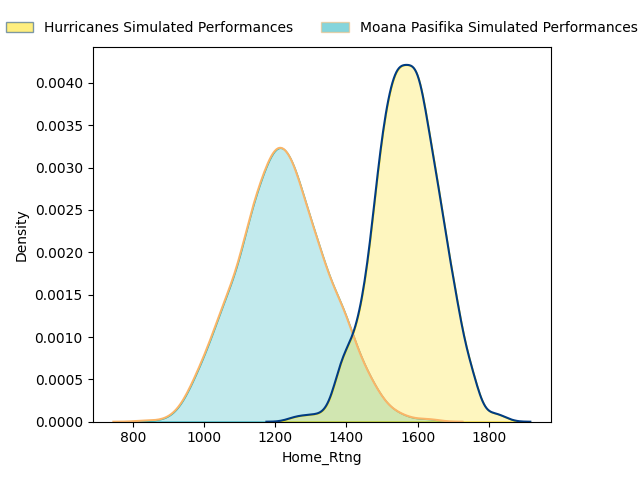 Hurricanes Simulated Performances Moana Pasifika Simulated Performances
0.0040
0.0035
0.0030
0.0025
0.0020
0.0015
0.0010
0.0005
0.0000
Density
800 1000 1200 1400 1600 1800
Home_Rtng